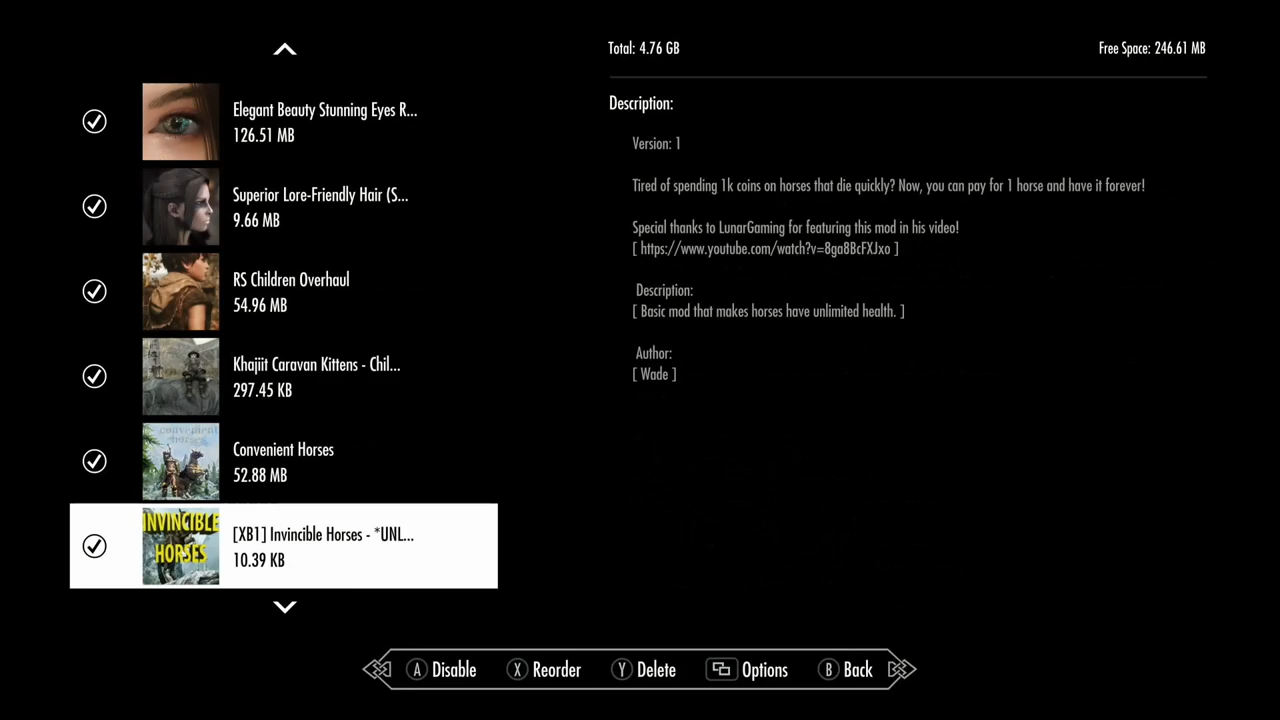 Total: 4.76 GB
Free Space: 246.61 MB
Elegant Beauty Stunning Eyes R...
126.51 MB
Superior Lore-Friendly Hair (S...
9.66 MB
RS Children Overhaul
54.96 MB
Khajiit Caravan Kittens - Chil...
297.45 KB
convenient
horses
Convenient Horses
52.88 MB
INVINCIBLE
HORSES
[XB1] Invincible Horses - *UNL...
10.39 KB
Description:
Version: 1
Tired of spending 1k coins on horses that die quickly? Now, you can pay for 1 horse and have it forever!
Special thanks to LunarGaming for featuring this mod in his video!
[ https://www.youtube.com/watch?v=8ga8BcFXJxo ]
Description:
[ Basic mod that makes horses have unlimited health. ]
Author:
[ Wade ]
A Disable X Reorder Y Delete Options B Back